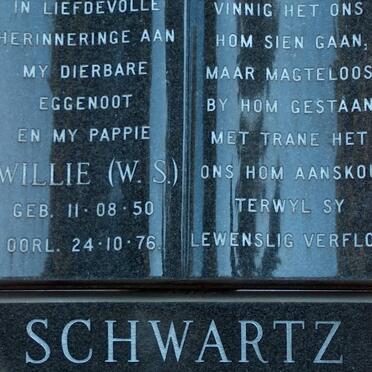 IN LIEFDEVOLLE
HERINNERINGE AAN
MY DIERBARE
EGGENOOT
EN MY PAPPIE
WILLIE (W. S.)
GEB. 11·08·50
OORL. 24·10·76.
VINNIG HET ONS
HOM SIEN GAAN,
MAAR MAGTELOOS
BY HOM GESTAAN
MET TRANE HET
ONS HOM AANSKOU
TERWYL SY
LEWENSLIG VERFLO
SCHWARTZ